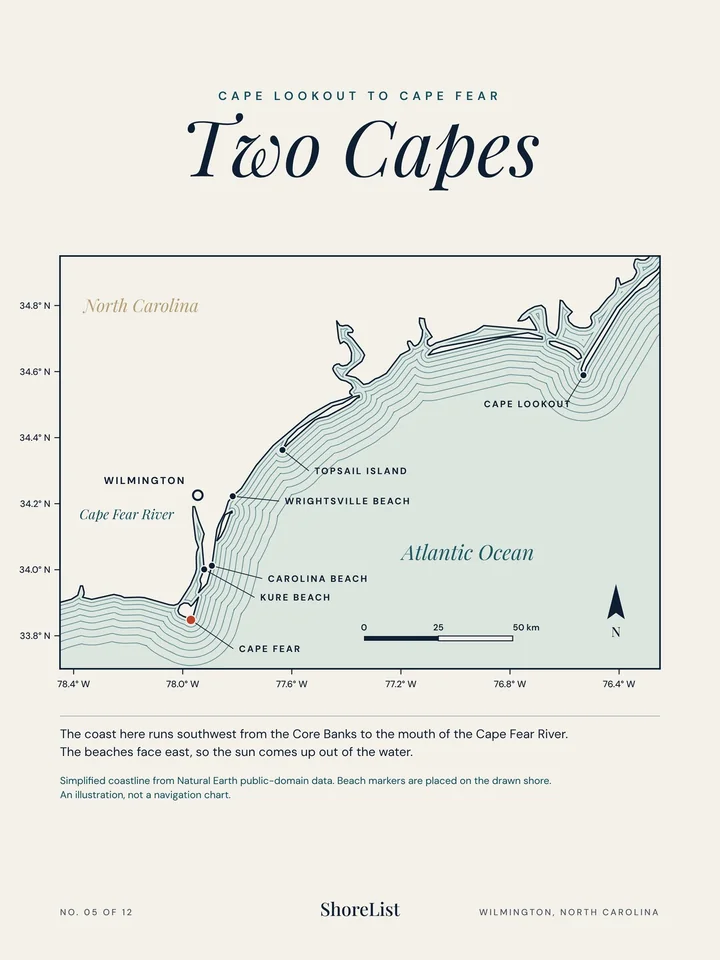 CAPE LOOKOUT TO CAPE FEAR
Two Capes
North Carolina
34.8° N
34.6° N
CAPE LOOKOUT
34.4° N
TOPSAIL ISLAND
WILMINGTON
34.2° N
WRIGHTSVILLE BEACH
Cape Fear River
Atlantic Ocean
34.0° N
CAROLINA BEACH
KURE BEACH
0 25 50 km
N
33.8° N
CAPE FEAR
78.4° W 78.0° W 77.6° W 77.2° W 76.8° W 76.4° W
The coast here runs southwest from the Core Banks to the mouth of the Cape Fear River.
The beaches face east, so the sun comes up out of the water.
Simplified coastline from Natural Earth public-domain data. Beach markers are placed on the drawn shore.
An illustration, not a navigation chart.
NO. 05 OF 12
ShoreList
WILMINGTON, NORTH CAROLINA